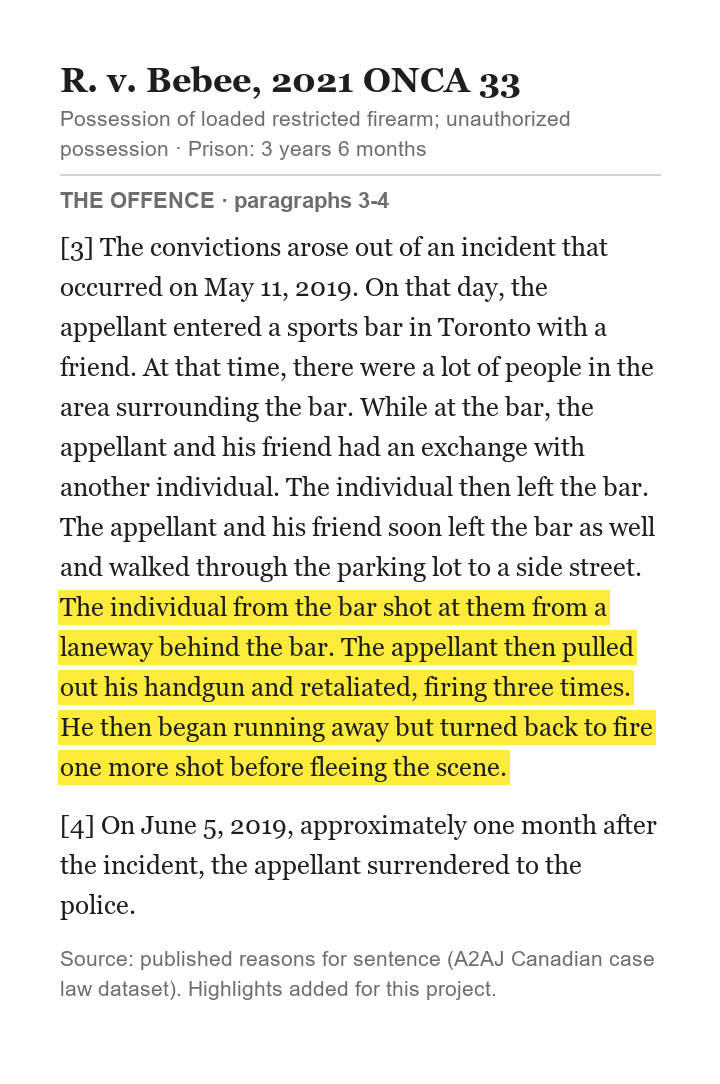 R. v. Bebee, 2021 ONCA 33
Possession of loaded restricted firearm; unauthorized
possession · Prison: 3 years 6 months
THE OFFENCE · paragraphs 3-4
[3] The convictions arose out of an incident that
occurred on May 11, 2019. On that day, the
appellant entered a sports bar in Toronto with a
friend. At that time, there were a lot of people in the
area surrounding the bar. While at the bar, the
appellant and his friend had an exchange with
another individual. The individual then left the bar.
The appellant and his friend soon left the bar as well
and walked through the parking lot to a side street.
The individual from the bar shot at them from a
laneway behind the bar. The appellant then pulled
out his handgun and retaliated, firing three times.
He then began running away but turned back to fire
one more shot before fleeing the scene.
[4] On June 5, 2019, approximately one month after
the incident, the appellant surrendered to the
police.
Source: published reasons for sentence (A2AJ Canadian case
law dataset). Highlights added for this project.